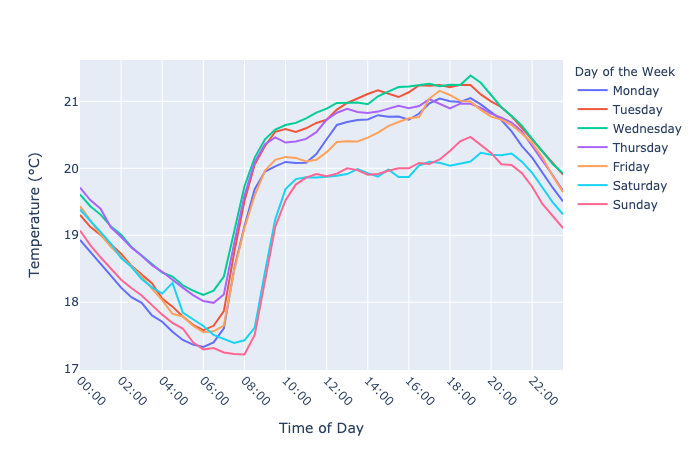 Day of the Week
Monday
Tuesday
Wednesday
Thursday
Friday
Saturday
Sunday
Temperature (°C)
21
20
19
18
17
00:00
02:00
04:00
06:00
08:00
10:00
12:00
14:00
16:00
18:00
20:00
22:00
Time of Day